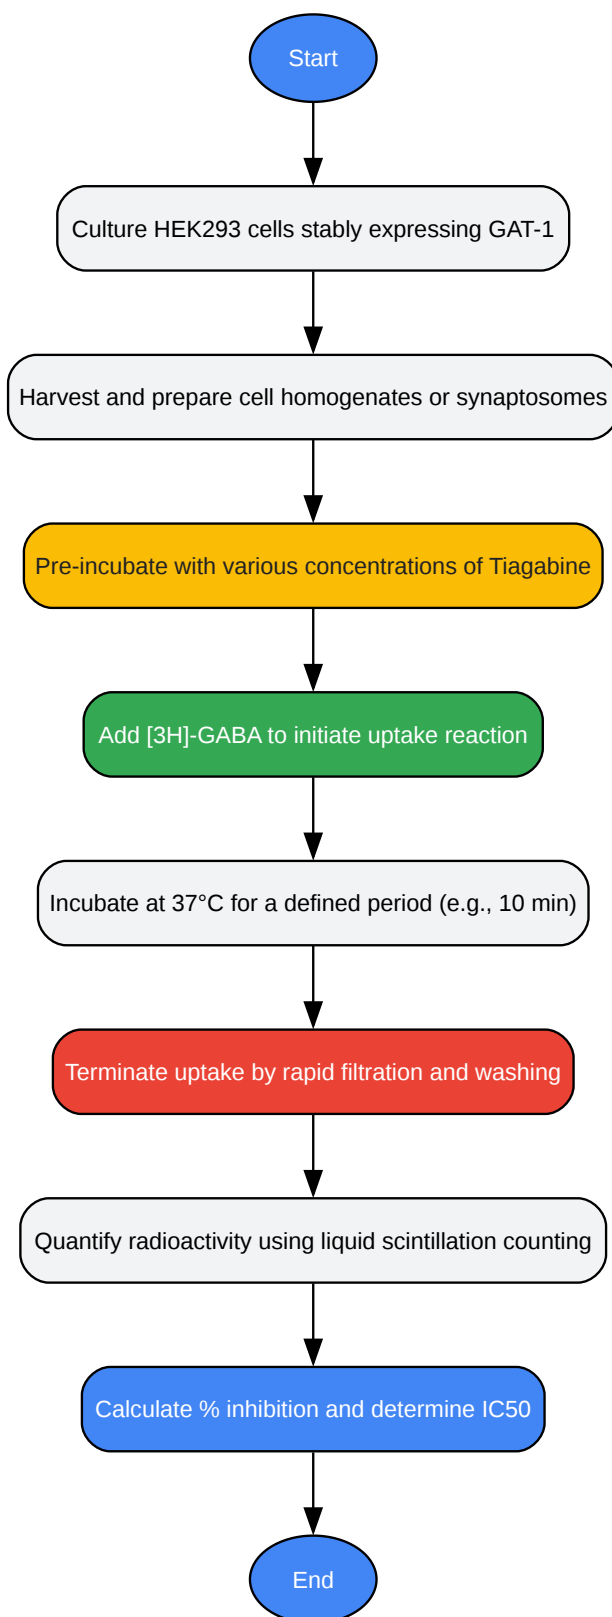 Start
Culture HEK293 cells stably expressing GAT-1
Harvest and prepare cell homogenates or synaptosomes
Pre-incubate with various concentrations of Tiagabine
Add [3H]-GABA to initiate uptake reaction
Incubate at 37°C for a defined period (e.g., 10 min)
Terminate uptake by rapid filtration and washing
Quantify radioactivity using liquid scintillation counting
Calculate % inhibition and determine IC50
End